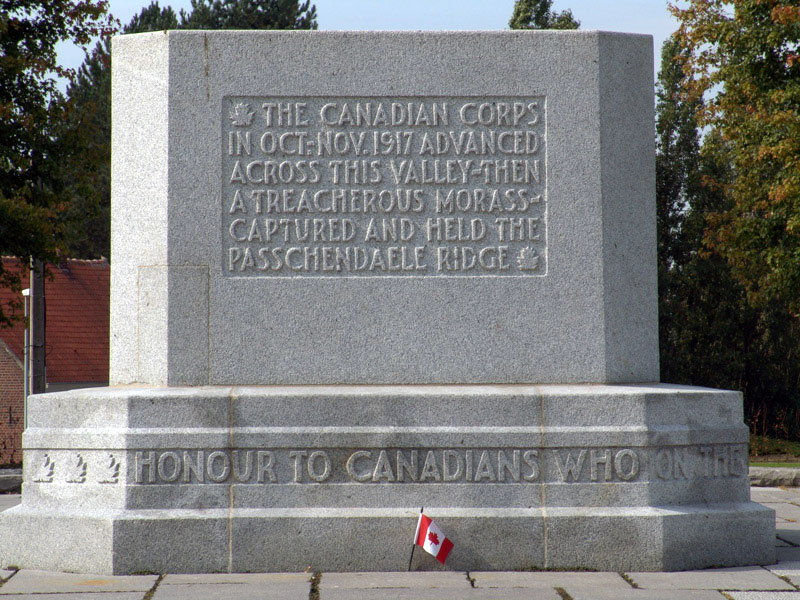 THE CANADIAN CORPS
IN OCT.-NOV. 1917 ADVANCED
ACROSS THIS VALLEY-THEN
A TREACHEROUS MORASS-
CAPTURED AND HELD THE
PASSCHENDAELE RIDGE
HONOUR TO CANADIANS WHO ON THE